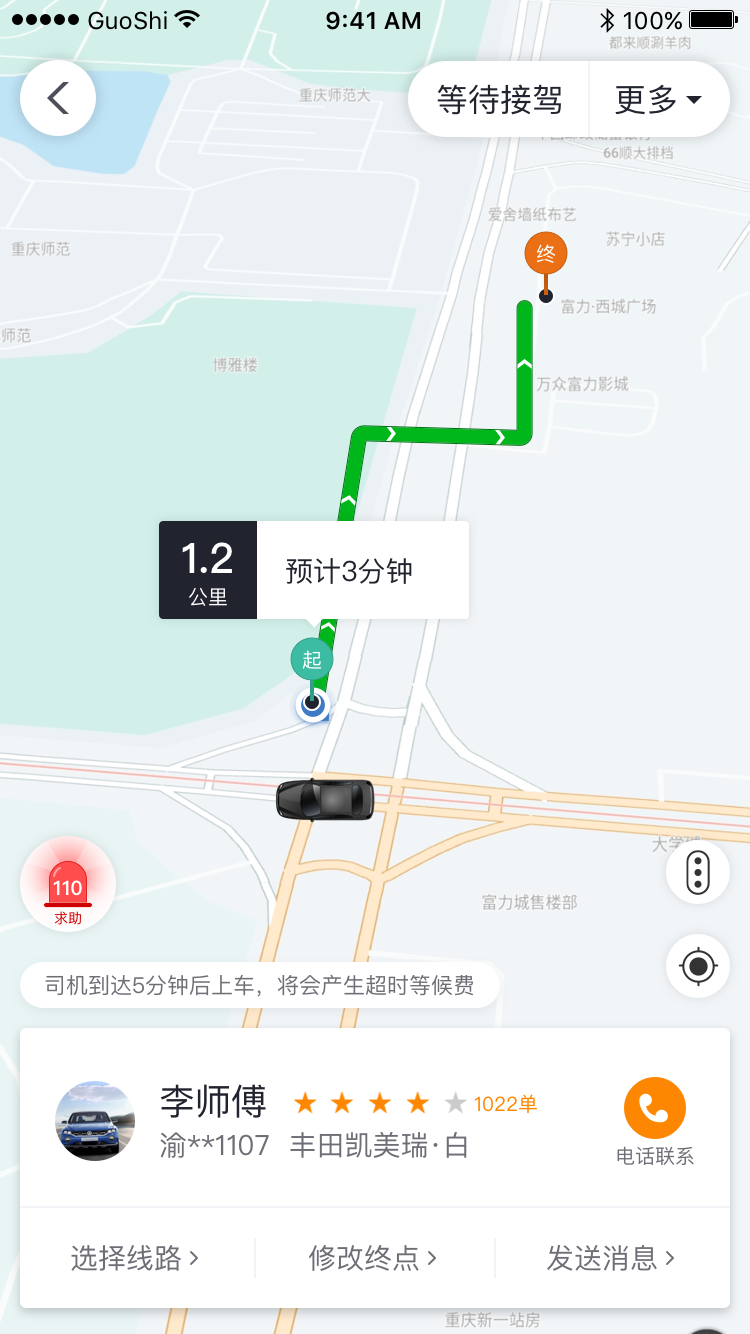 GuoShi
9:41 AM
100%
都来顺涮羊肉
重庆师范大
等待接驾
更多
66顺大排档
爱舍墙纸布艺
苏宁小店
重庆师范
终
富力·西城广场
师范
博雅楼
万众富力影城
1.2
公里
预计3分钟
起
大学城
110
求助
富力城售楼部
司机到达5分钟后上车，将会产生超时等候费
李师傅
1022单
渝**1107 丰田凯美瑞·白
电话联系
选择线路
修改终点
发送消息
重庆新一站房